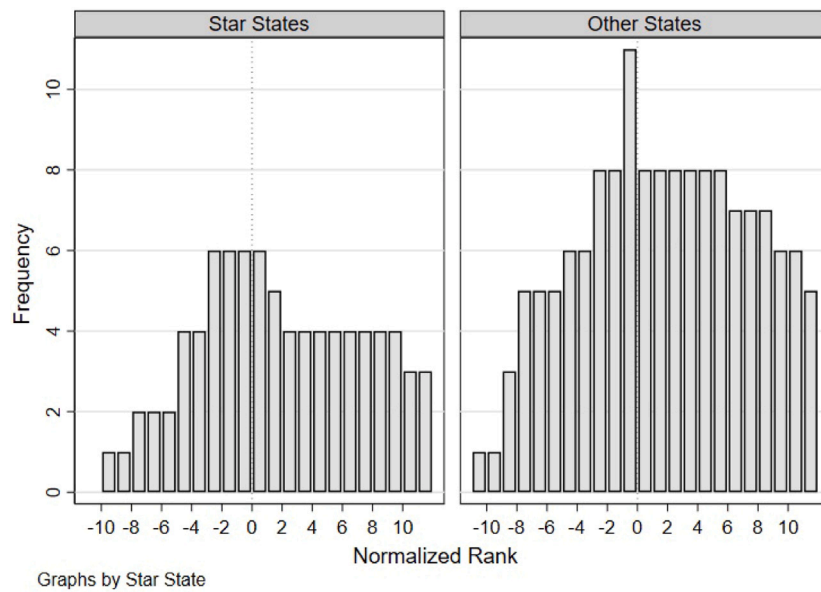 Star States
Other States
Frequency
10
8
6
4
2
0
-10 -8 -6 -4 -2 0 2 4 6 8 10
-10 -8 -6 -4 -2 0 2 4 6 8 10
Normalized Rank
Graphs by Star State